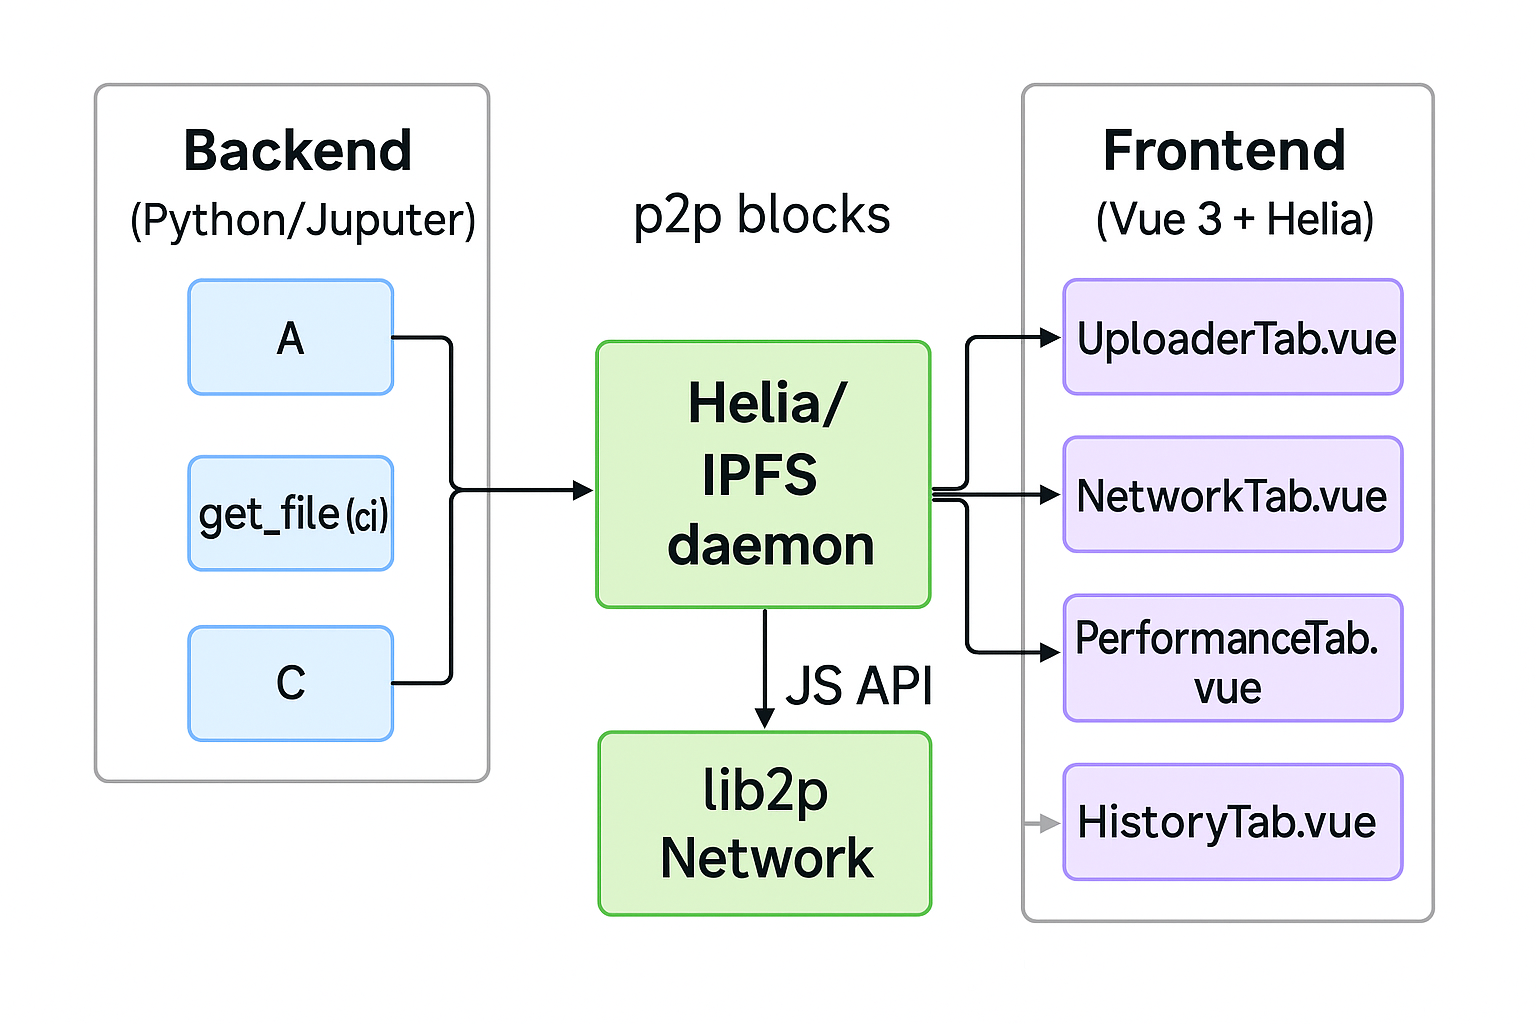 Backend
(Python/Juputer)
A
get_file(ci)
C
p2p blocks
Helia/
IPFS
daemon
JS API
lib2p
Network
Frontend
(Vue 3 + Helia)
UploaderTab.vue
NetworkTab.vue
PerformanceTab.
vue
HistoryTab.vue